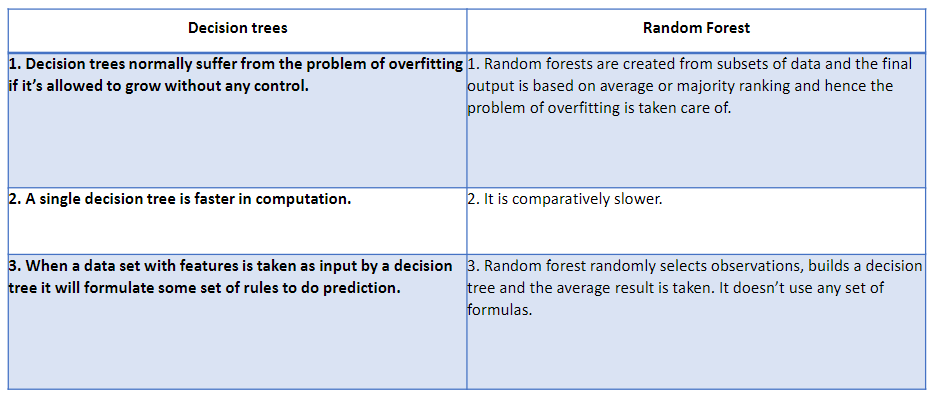 Decision trees
Random Forest
1. Decision trees normally suffer from the problem of overfitting
if it’s allowed to grow without any control.
1. Random forests are created from subsets of data and the final
output is based on average or majority ranking and hence the
problem of overfitting is taken care of.
2. A single decision tree is faster in computation.
2. It is comparatively slower.
3. When a data set with features is taken as input by a decision
tree it will formulate some set of rules to do prediction.
3. Random forest randomly selects observations, builds a decision
tree and the average result is taken. It doesn’t use any set of
formulas.